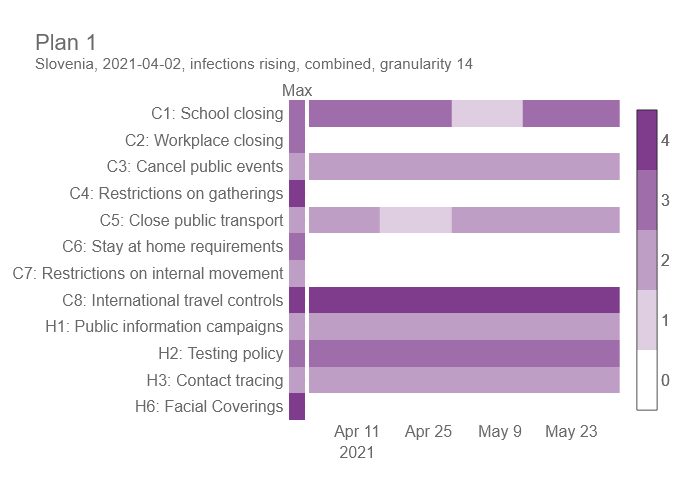 Plan 1
Slovenia, 2021-04-02, infections rising, combined, granularity 14
Max
C1: School closing
C2: Workplace closing
C3: Cancel public events
C4: Restrictions on gatherings
C5: Close public transport
C6: Stay at home requirements
C7: Restrictions on internal movement
C8: International travel controls
H1: Public information campaigns
H2: Testing policy
H3: Contact tracing
H6: Facial Coverings
4
3
2
1
0
Apr 11 Apr 25 May 9 May 23
2021